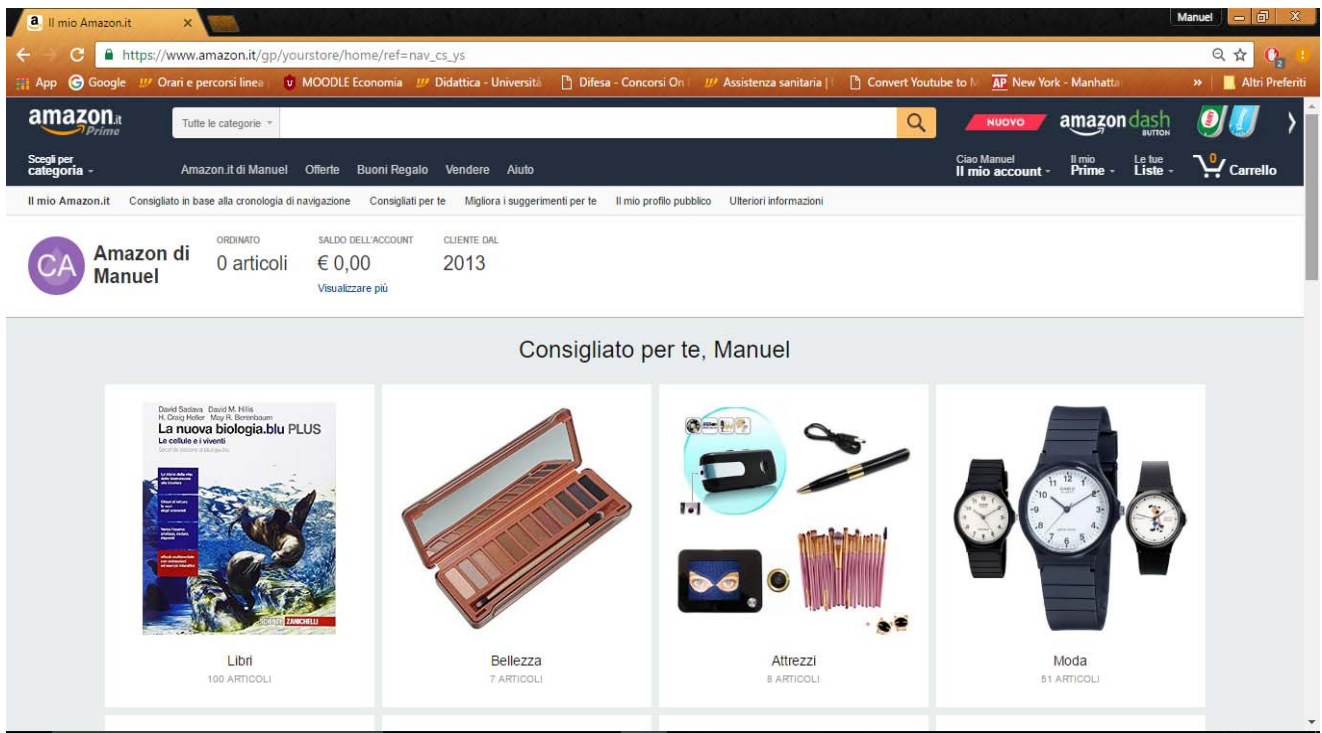 Il mio Amazon.it
Manuel
https://www.amazon.it/gp/yourstore/home/ref=nav_cs_ys
App Google Orari e percorsi linea MOODLE Economia Didattica - Università Difesa - Concorsi On Assistenza sanitaria | Convert Youtube to M AP New York - Manhatta » Altri Preferiti
amazon.it Prime
Tutte le categorie
NUOVO amazon dash BUTTON
Scegli per
categoria
Amazon.it di Manuel Offerte Buoni Regalo Vendere Aiuto
Ciao Manuel
Il mio account
Il mio
Prime
Le tue
Liste
0 Carrello
Il mio Amazon.it Consigliato in base alla cronologia di navigazione Consigliati per te Migliora i suggerimenti per te Il mio profilo pubblico Ulteriori informazioni
CA
Amazon di
Manuel
ORDINATO
0 articoli
SALDO DELL'ACCOUNT
€ 0,00
Visualizzare più
CLIENTE DAL
2013
Consigliato per te, Manuel
David Sadava David M. Hillis
H. Craig Heller May R. Berenbaum
La nuova biologia.blu PLUS
Le cellule e i viventi
SCIENZE ZANICHELLI
12
CASIO
Libri
100 ARTICOLI
Bellezza
7 ARTICOLI
Attrezzi
8 ARTICOLI
Moda
51 ARTICOLI